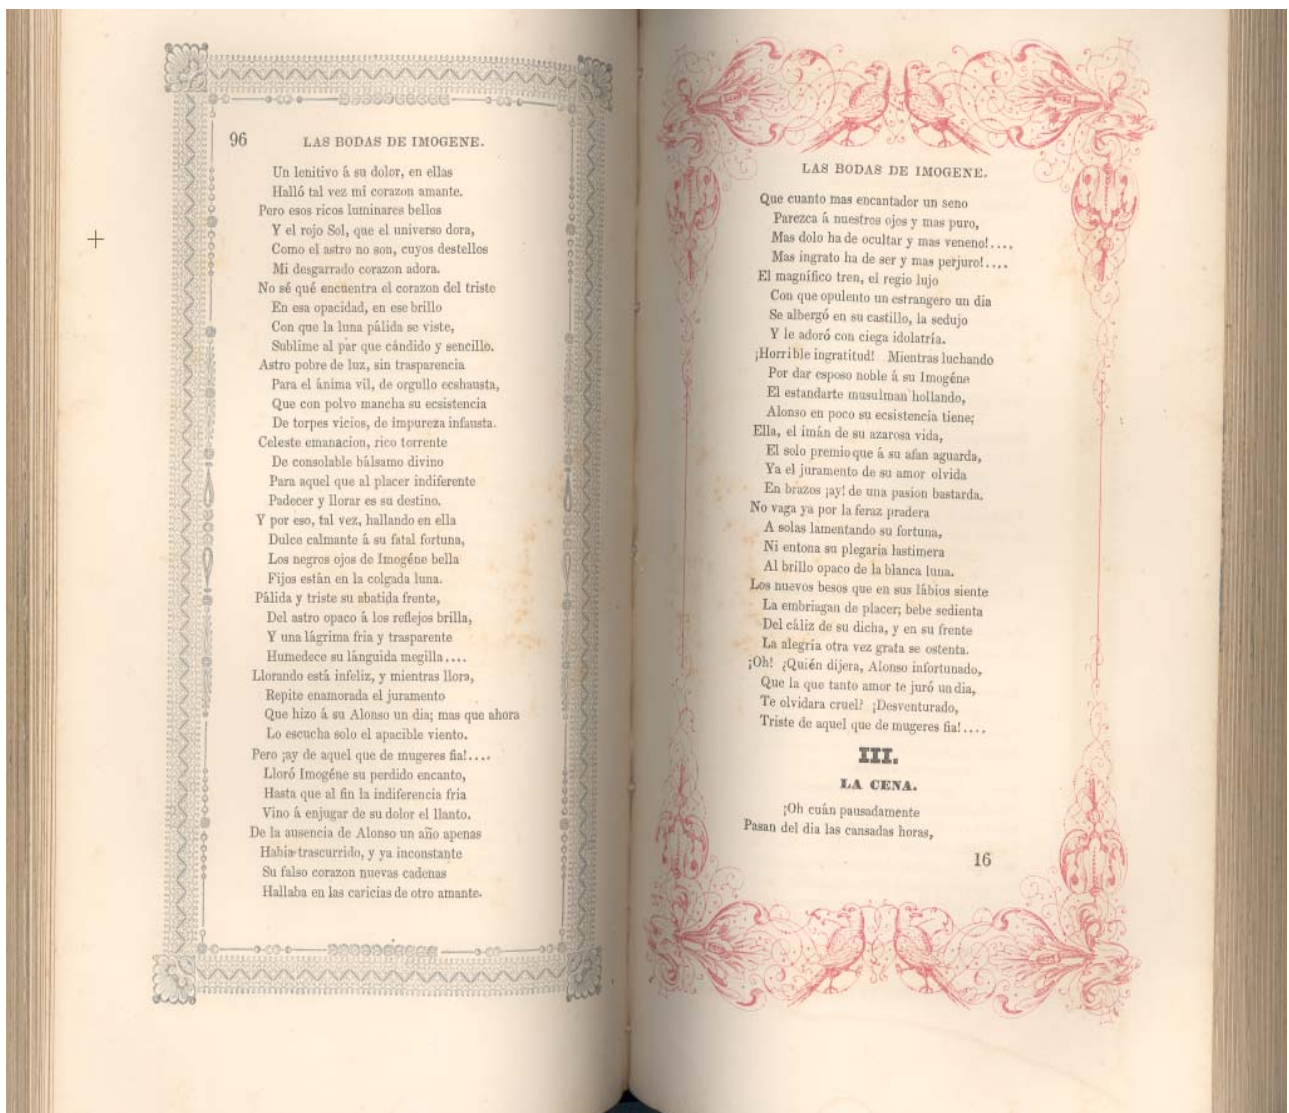 96
LAS BODAS DE IMOGENE.
Un lenitivo á su dolor, en ellas
Halló tal vez mi corazon amante.
Pero esos ricos luminares bellos
Y el rojo Sol, que el universo dora,
Como el astro no son, cuyos destellos
Mi desgarrado corazon adora.
No sé qué encuentra el corazon del triste
En esa opacidad, en ese brillo
Con que la luna pálida se viste,
Sublime al par que cándido y sencillo.
Astro pobre de luz, sin trasparencia
Para el ánima vil, de orgullo ecshausta,
Que con polvo mancha su ecsistencia
De torpes vicios, de impureza infausta.
Celeste emanacion, rico torrente
De consolable bálsamo divino
Para aquel que al placer indiferente
Padecer y llorar es su destino.
Y por eso, tal vez, hallando en ella
Dulce calmante á su fatal fortuna,
Los negros ojos de Imogéne bella
Fijos están en la colgada luna.
Pálida y triste su abatida frente,
Del astro opaco á los reflejos brilla,
Y una lágrima fria y trasparente
Humedece su lánguida megilla....
Llorando está infeliz, y mientras llora,
Repite enamorada el juramento
Que hizo á su Alonso un dia; mas que ahora
Lo escucha solo el apacible viento.
Pero ¡ay de aquel que de mugeres fia!....
Lloró Imogéne su perdido encanto,
Hasta que al fin la indiferencia fria
Vino á enjugar de su dolor el llanto.
De la ausencia de Alonso un año apenas
Habia trascurrido, y ya inconstante
Su falso corazon nuevas cadenas
Hallaba en las caricias de otro amante.
LAS BODAS DE IMOGENE.
Que cuanto mas encantador un seno
Parezca á nuestros ojos y mas puro,
Mas dolo ha de ocultar y mas veneno!....
Mas ingrato ha de ser y mas perjuro!....
El magnífico tren, el regio lujo
Con que opulento un estrangero un dia
Se albergó en su castillo, la sedujo
Y le adoró con ciega idolatría.
¡Horrible ingratitud! Mientras luchando
Por dar esposo noble á su Imogéne
El estandarte musulman hollando,
Alonso en poco su ecsistencia tiene;
Ella, el imán de su azarosa vida,
El solo premio que á su afan aguarda,
Ya el juramento de su amor olvida
En brazos ¡ay! de una pasion bastarda.
No vaga ya por la feraz pradera
A solas lamentando su fortuna,
Ni entona su plegaria lastimera
Al brillo opaco de la blanca luna.
Los nuevos besos que en sus lábios siente
La embriagan de placer; bebe sedienta
Del cáliz de su dicha, y en su frente
La alegría otra vez grata se ostenta.
¡Oh! ¿Quién dijera, Alonso infortunado,
Que la que tanto amor te juró un dia,
Te olvidara cruel? ¡Desventurado,
Triste de aquel que de mugeres fia!....
III.
LA CENA.
¡Oh cuán pausadamente
Pasan del dia las cansadas horas,
16